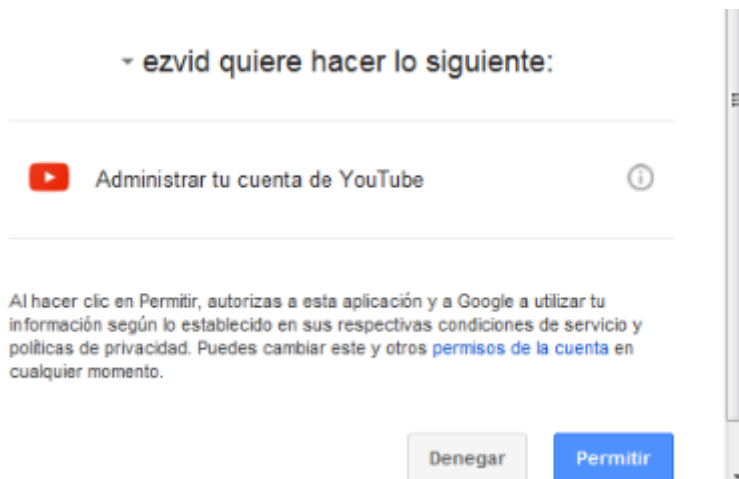 ezvid quiere hacer lo siguiente:
Administrar tu cuenta de YouTube
Al hacer clic en Permitir, autorizas a esta aplicación y a Google a utilizar tu
información según lo establecido en sus respectivas condiciones de servicio y
políticas de privacidad. Puedes cambiar este y otros permisos de la cuenta en
cualquier momento.
Denegar Permitir